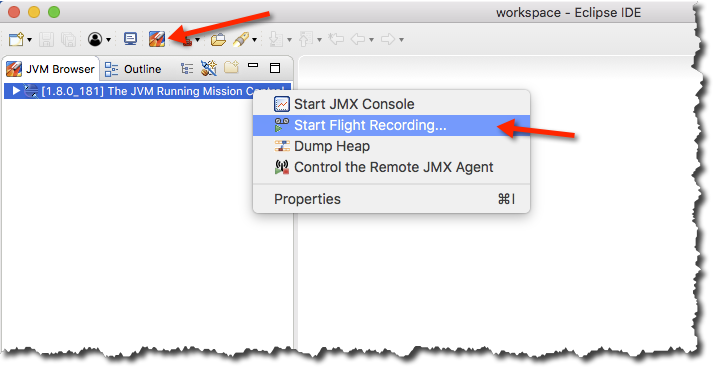 workspace - Eclipse IDE
JVM Browser
Outline
[1.8.0_181] The JVM Running Mission Control
Start JMX Console
Start Flight Recording...
Dump Heap
Control the Remote JMX Agent
Properties ⌘I